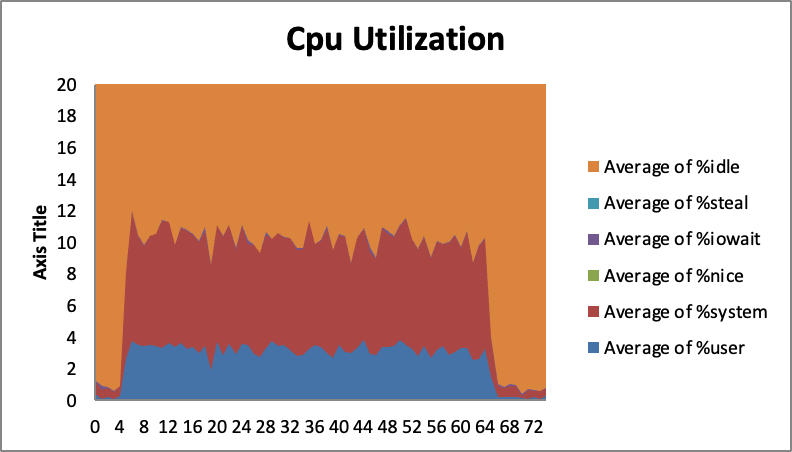 Cpu Utilization
20
18
16
14
12
10
8
6
4
2
0
Axis Title
0 4 8 12 16 20 24 28 32 36 40 44 48 52 56 60 64 68 72
Average of %idle
Average of %steal
Average of %iowait
Average of %nice
Average of %system
Average of %user